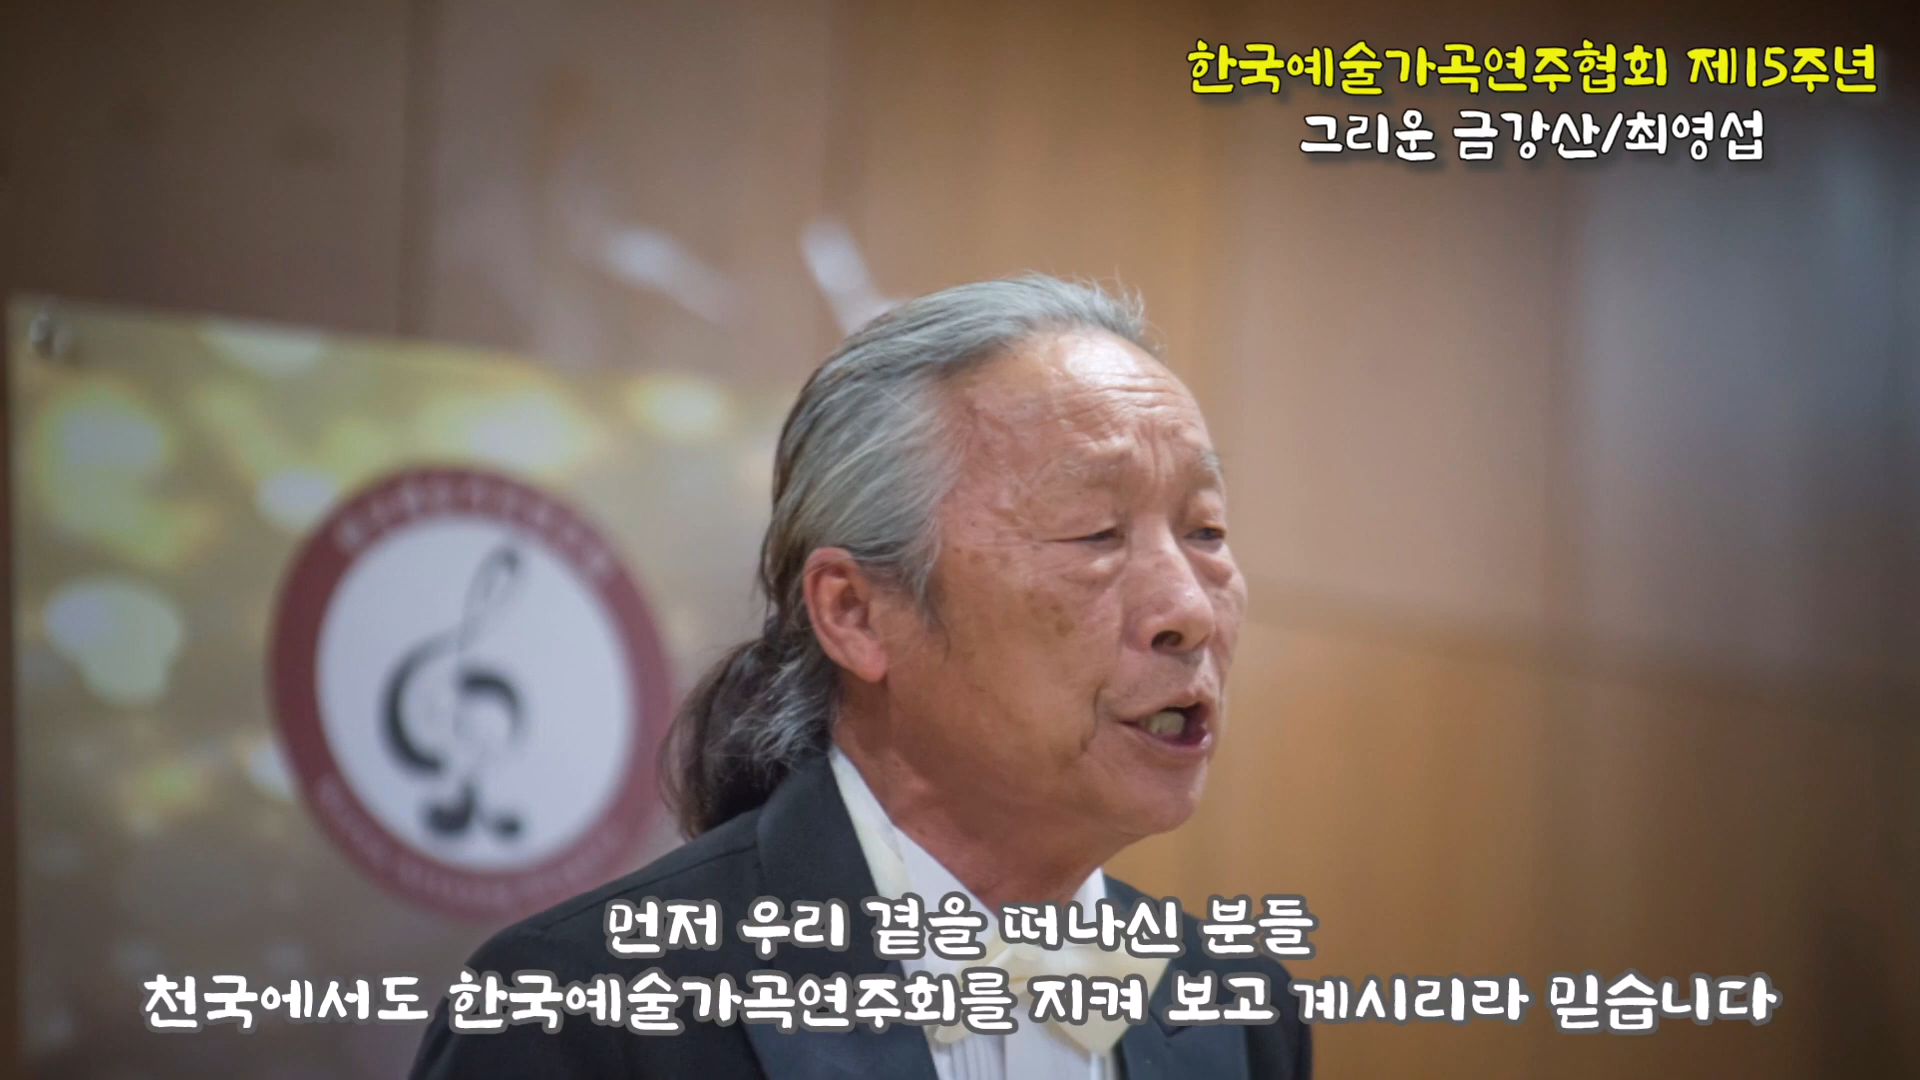 한국예술가곡연주협회 제15주년
그리운 금강산/최영섭
먼저 우리 곁을 떠나신 분들
천국에서도 한국예술가곡연주회를 지켜 보고 계시리라 믿습니다